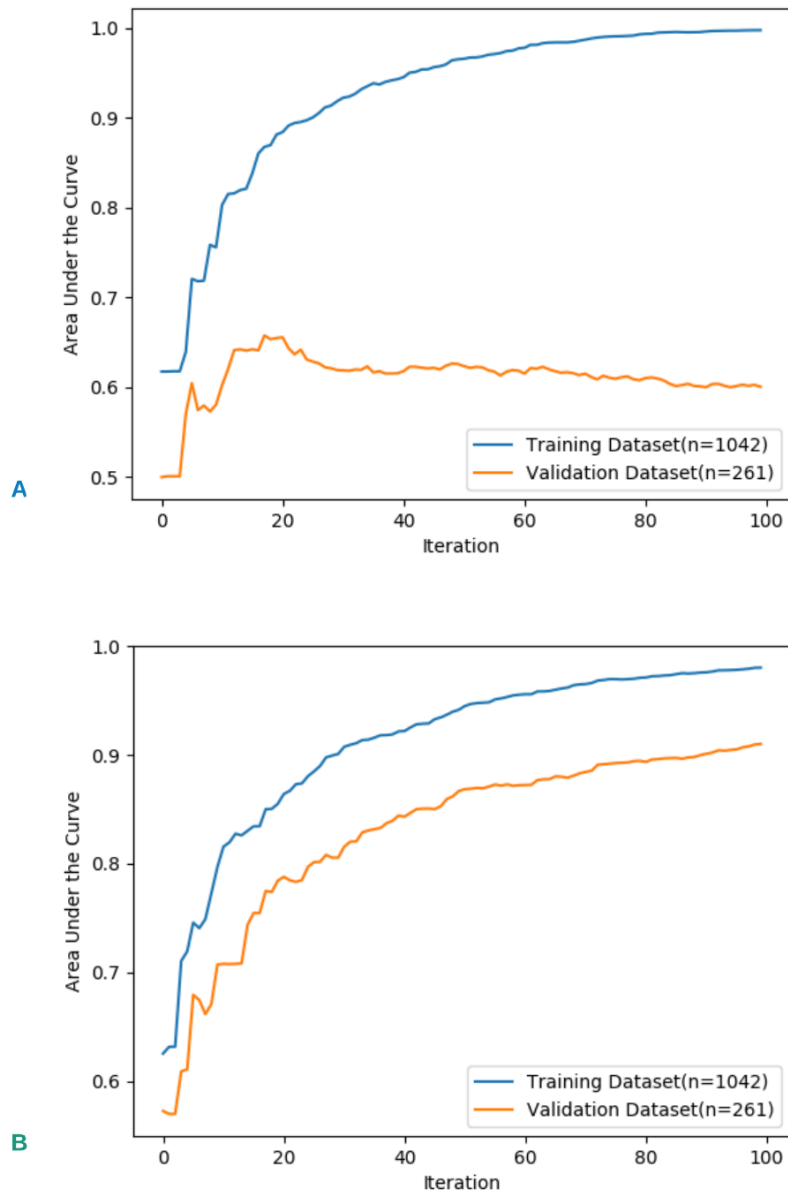 1.0
0.9
0.8
0.7
0.6
0.5
Area Under the Curve
Training Dataset(n=1042)
Validation Dataset(n=261)
A
0 20 40 60 80 100
Iteration
1.0
0.9
0.8
0.7
0.6
Area Under the Curve
Training Dataset(n=1042)
Validation Dataset(n=261)
B
0 20 40 60 80 100
Iteration